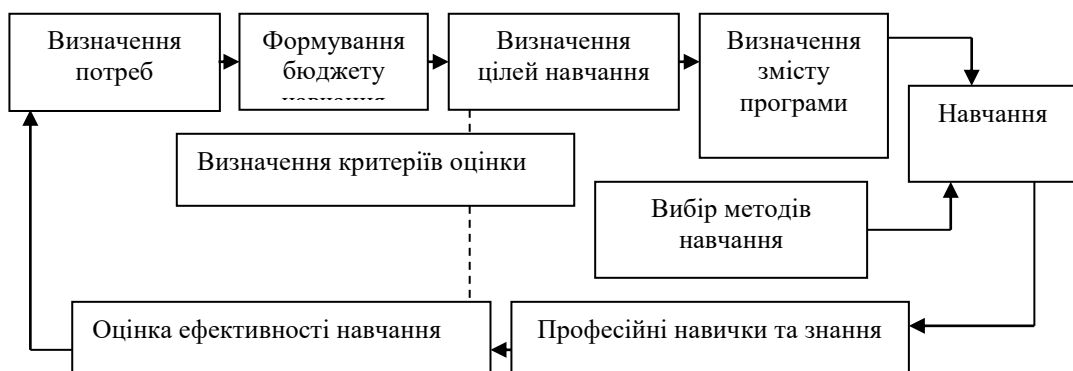 Визначення
потреб
Формування
бюджету
Визначення
цілей навчання
Визначення
змісту
програми
Навчання
Визначення критеріїв оцінки
Вибір методів
навчання
Оцінка ефективності навчання
Професійні навички та знання